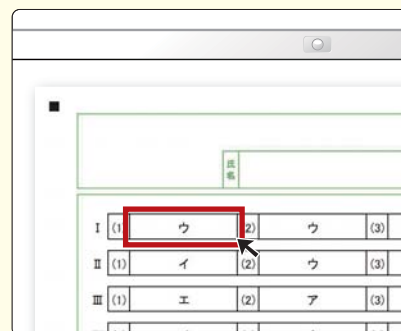 氏名
I (1) ウ (2) ウ (3)
II (1) イ (2) ウ (3)
III (1) エ (2) ア (3)